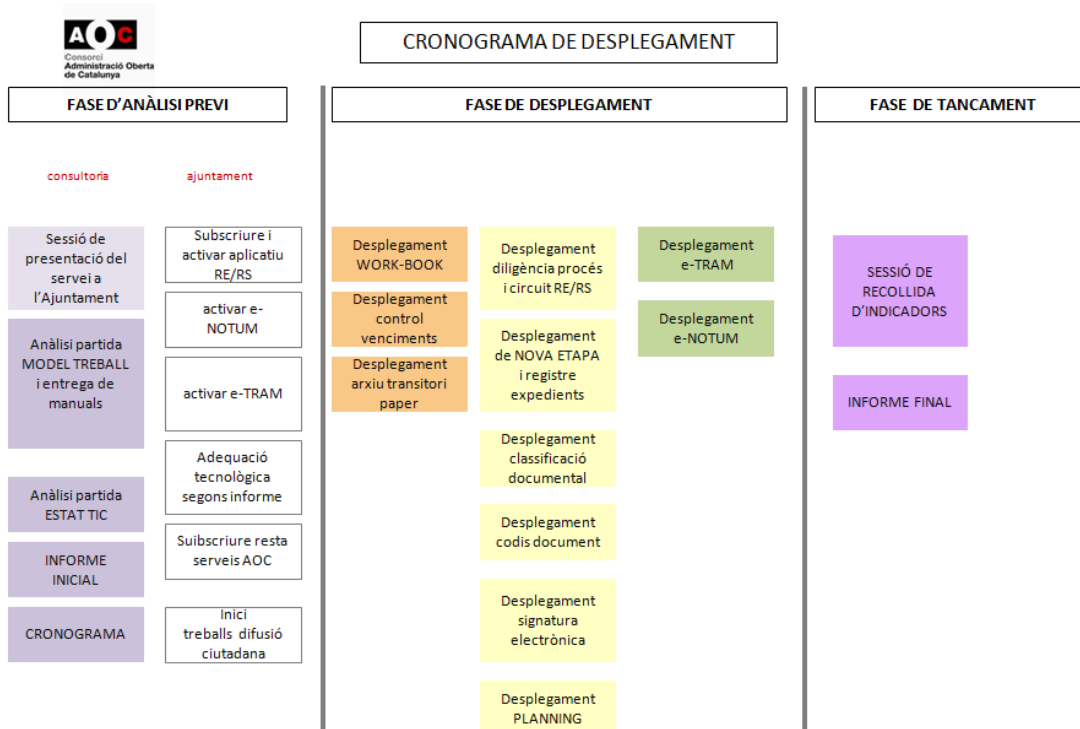 AOC
Consorci
Administració Oberta
de Catalunya
CRONOGRAMA DE DESPLEGAMENT
FASE D'ANÀLISI PREVI
FASE DE DESPLEGAMENT
FASE DE TANCAMENT
consultoria
ajuntament
Sessió de
presentació del
servei a
l'Ajuntament
Anàlisi partida
MODEL TREBALL
i entrega de
manuals
Anàlisi partida
ESTAT TIC
INFORME
INICIAL
CRONOGRAMA
Subscriure i
activar aplicatiu
RE/RS
activar e-
NOTUM
activar e-TRAM
Adequació
tecnològica
segons informe
Suibscriure resta
serveis AOC
Inici
treballs difusió
ciutadana
Desplegament
WORK-BOOK
Desplegament
control
venciments
Desplegament
arxiu transitori
paper
Desplegament
diligència procés
i circuit RE/RS
Desplegament
de NOVA ETAPA
i registre
expedients
Desplegament
classificació
documental
Desplegament
codis document
Desplegament
signatura
electrònica
Desplegament
PLANNING
Desplegament
e-TRAM
Desplegament
e-NOTUM
SESSIÓ DE
RECOLLIDA
D'INDICADORS
INFORME FINAL